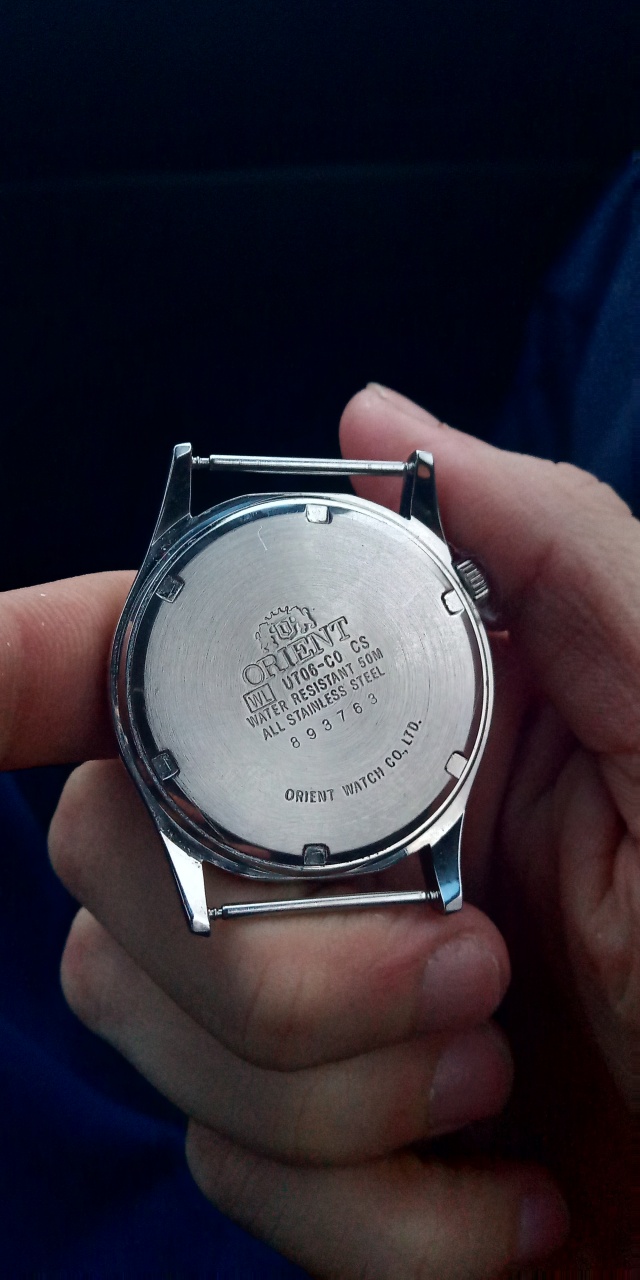 ORIENT
WL UT06-C0 CS
WATER RESISTANT 50M
ALL STAINLESS STEEL
893763
ORIENT WATCH CO., LTD.